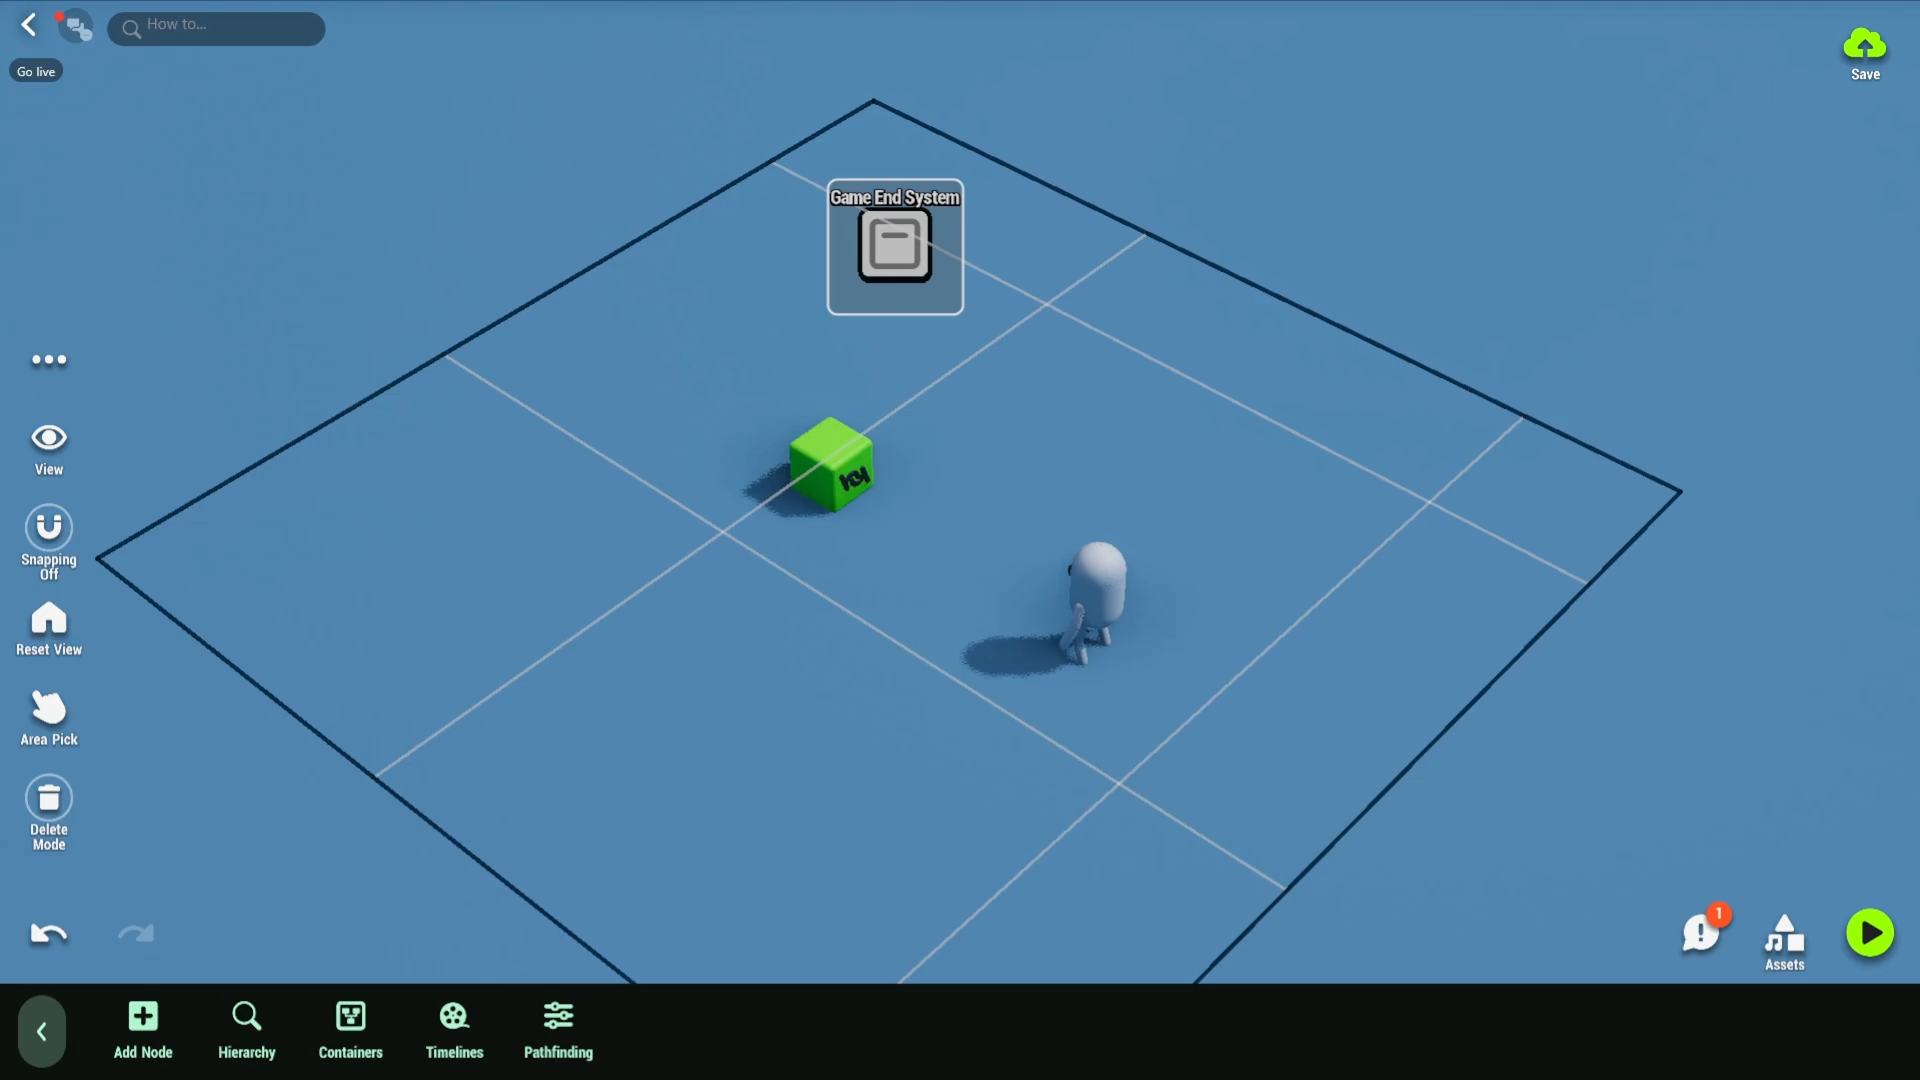 How to...
Go live
Save
Game End System
View
Snapping
Off
Reset View
Area Pick
Delete
Mode
1
Assets
Add Node
Hierarchy
Containers
Timelines
Pathfinding